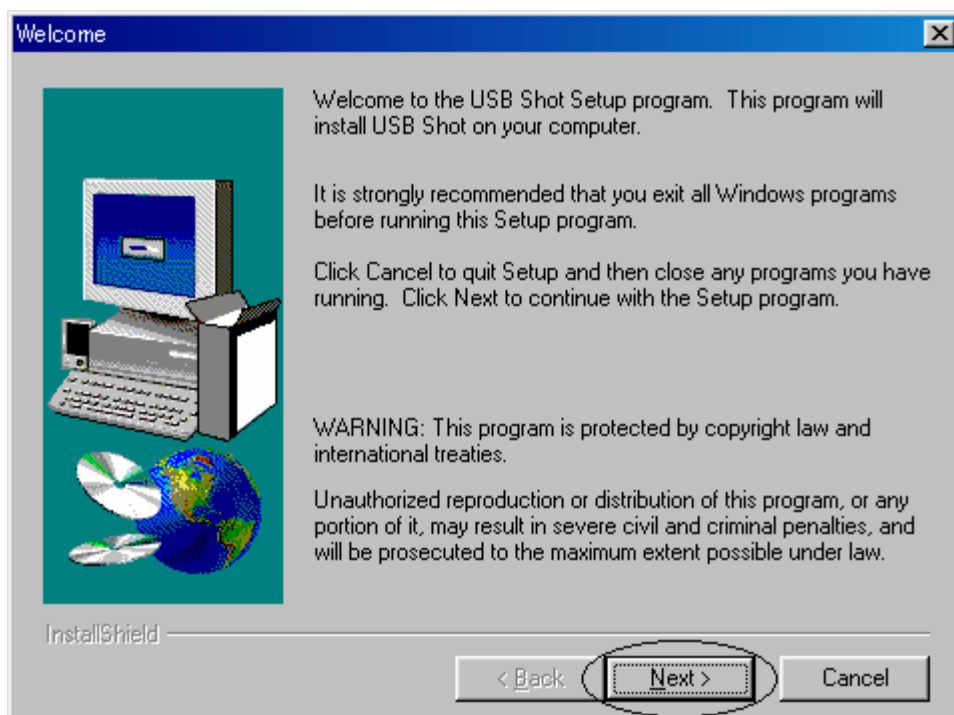 Welcome
Welcome to the USB Shot Setup program.  This program will
install USB Shot on your computer.
It is strongly recommended that you exit all Windows programs
before running this Setup program.
Click Cancel to quit Setup and then close any programs you have
running.  Click Next to continue with the Setup program.
WARNING: This program is protected by copyright law and
international treaties.
Unauthorized reproduction or distribution of this program, or any
portion of it, may result in severe civil and criminal penalties, and
will be prosecuted to the maximum extent possible under law.
InstallShield
< Back Next > Cancel